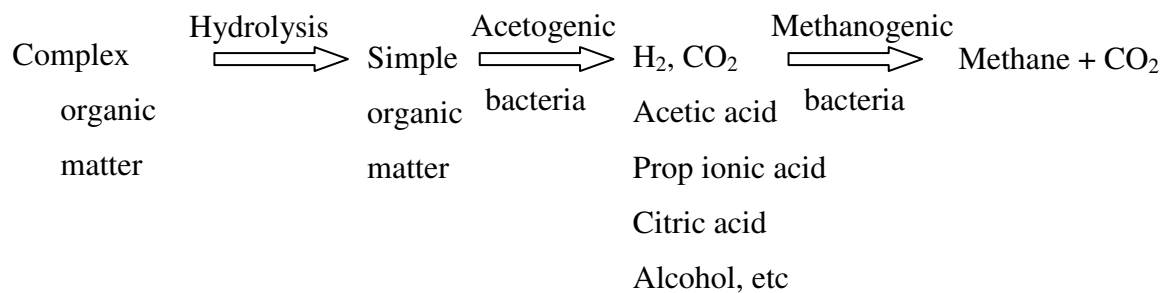 Hydrolysis Acetogenic Methanogenic
Complex Simple H₂, CO₂ Methane + CO₂
organic organic bacteria Acetic acid bacteria
matter matter Prop ionic acid
Citric acid
Alcohol, etc